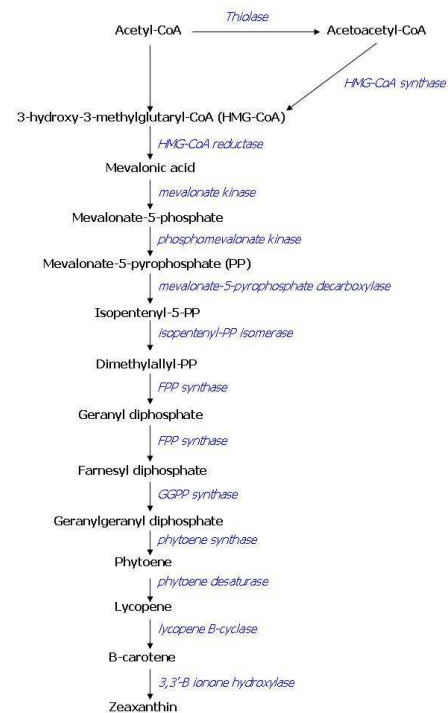 Thiolase
Acetyl-CoA Acetoacetyl-CoA
HMG-CoA synthase
3-hydroxy-3-methylglutaryl-CoA (HMG-CoA)
HMG-CoA reductase
Mevalonic acid
mevalonate kinase
Mevalonate-5-phosphate
phosphomevalonate kinase
Mevalonate-5-pyrophosphate (PP)
mevalonate-5-pyrophosphate decarboxylase
Isopentenyl-5-PP
isopentenyl-PP isomerase
Dimethylallyl-PP
FPP synthase
Geranyl diphosphate
FPP synthase
Farnesyl diphosphate
GGPP synthase
Geranylgeranyl diphosphate
phytoene synthase
Phytoene
phytoene desaturase
Lycopene
lycopene B-cyclase
B-carotene
3,3'-B ionone hydroxylase
Zeaxanthin